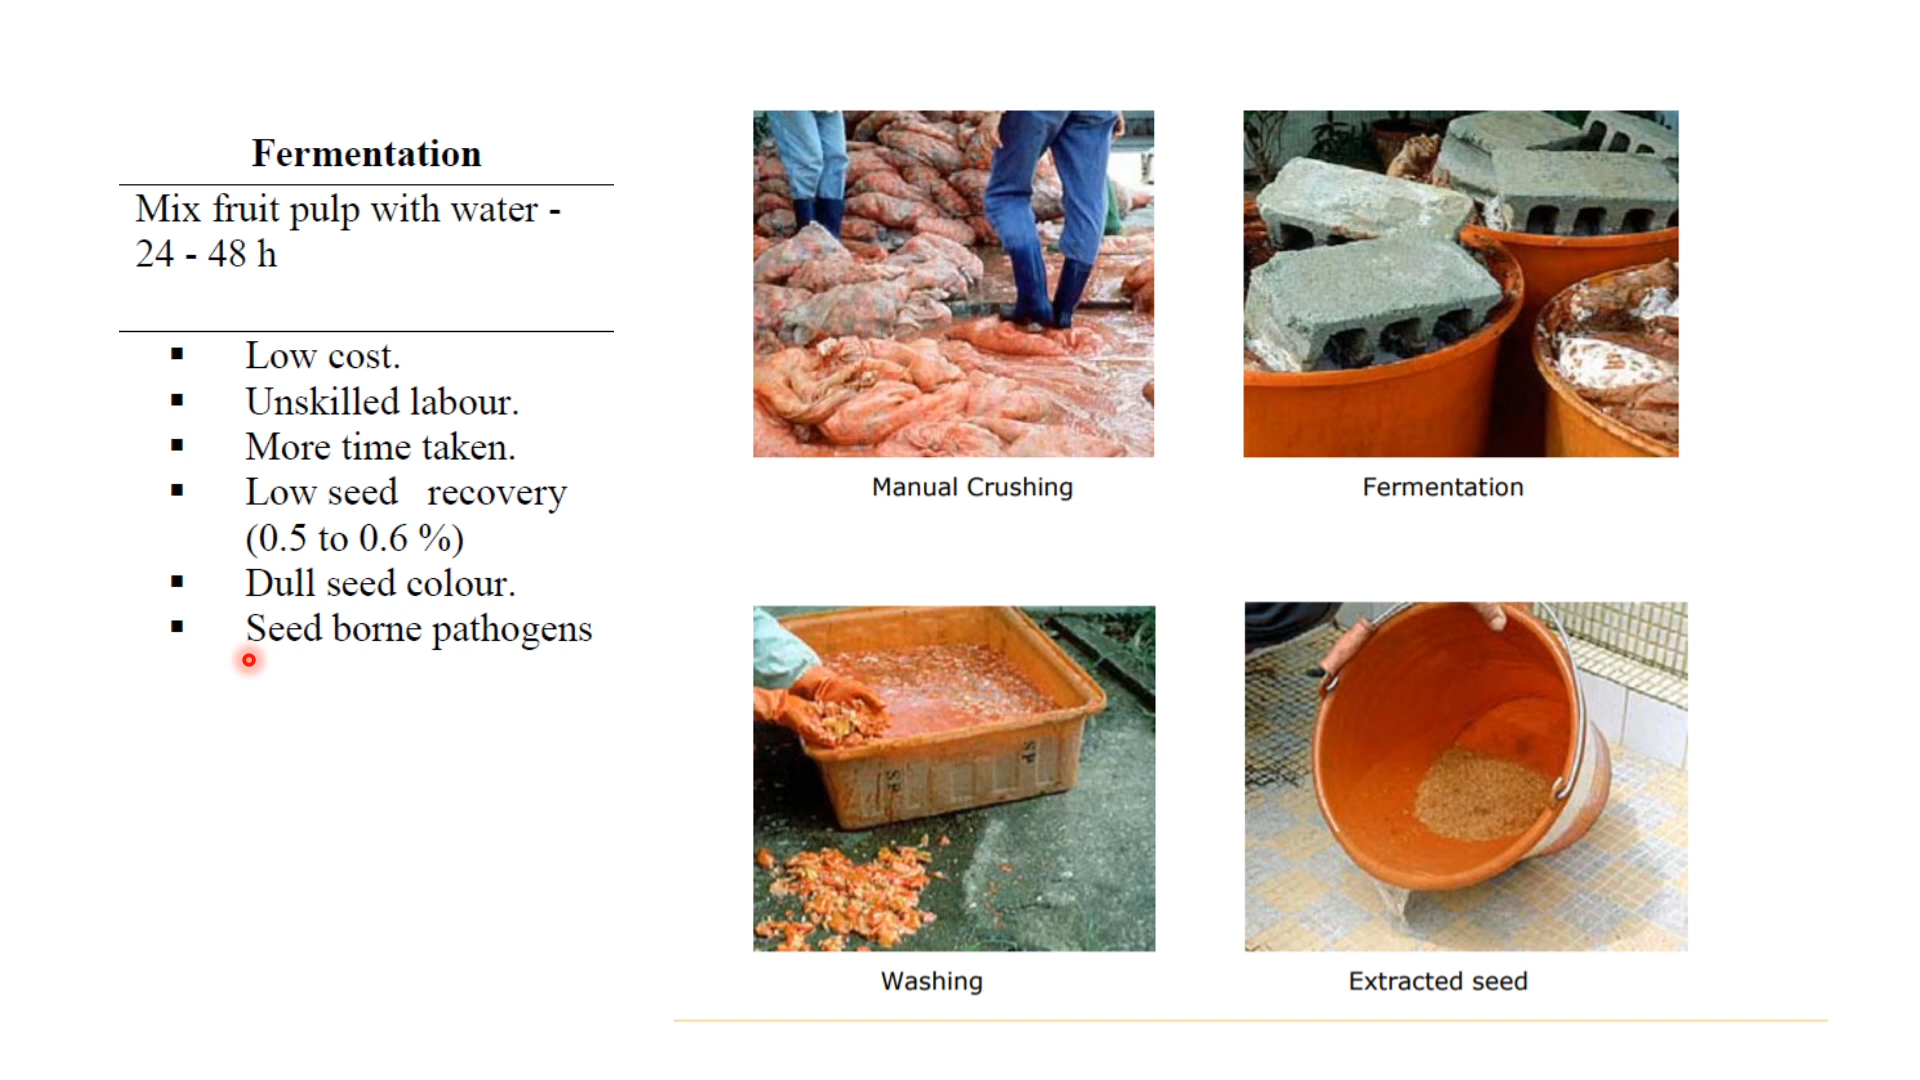 Fermentation
Mix fruit pulp with water -
24 - 48 h
▪ Low cost.
▪ Unskilled labour.
▪ More time taken.
▪ Low seed recovery
(0.5 to 0.6 %)
▪ Dull seed colour.
▪ Seed borne pathogens
Manual Crushing
Fermentation
Washing
Extracted seed